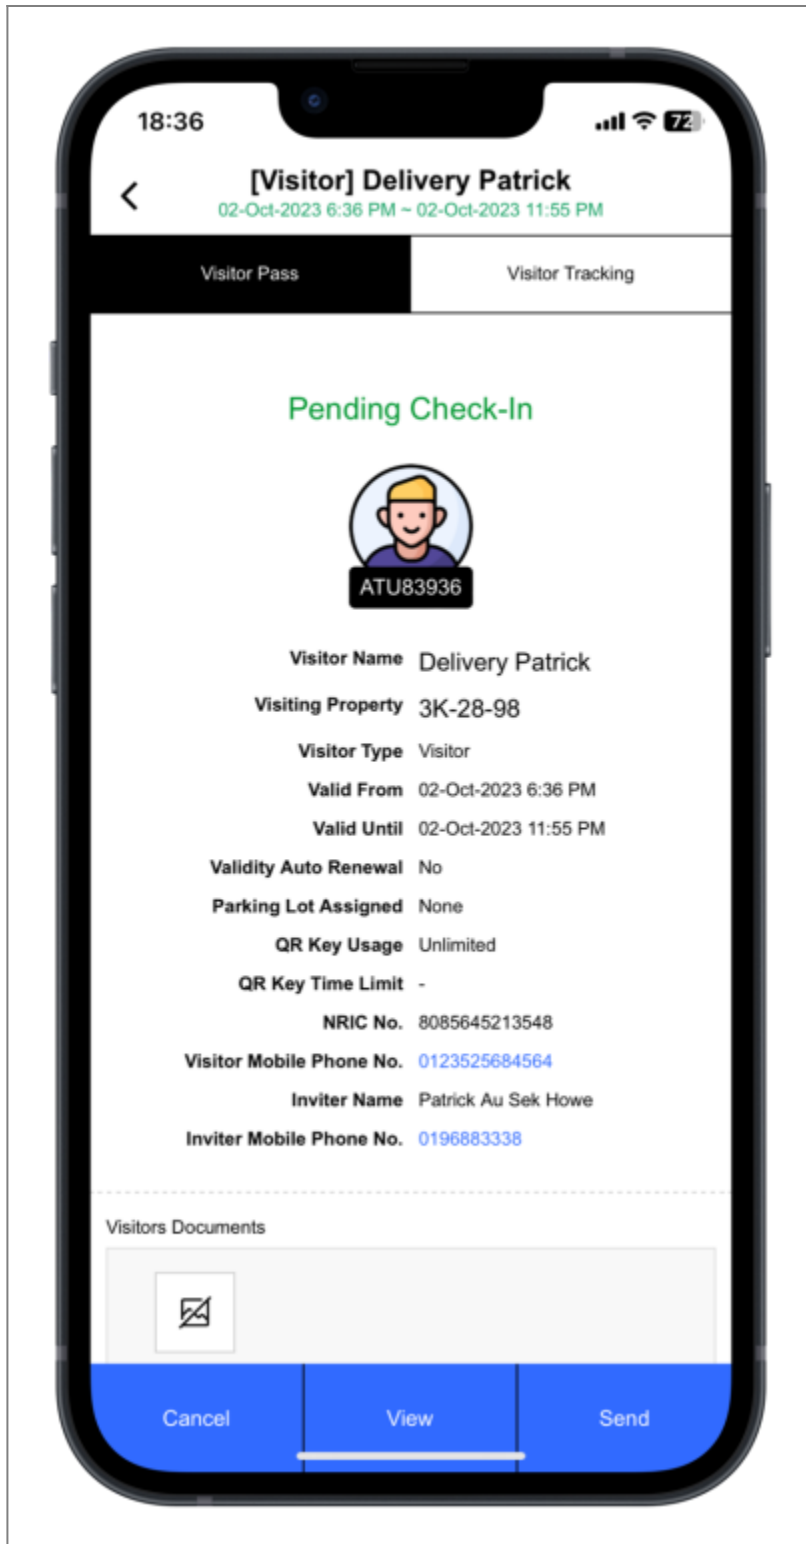 18:36
72
[Visitor] Delivery Patrick
02-Oct-2023 6:36 PM ~ 02-Oct-2023 11:55 PM
Visitor Pass
Visitor Tracking
Pending Check-In
ATU83936
Visitor Name Delivery Patrick
Visiting Property 3K-28-98
Visitor Type Visitor
Valid From 02-Oct-2023 6:36 PM
Valid Until 02-Oct-2023 11:55 PM
Validity Auto Renewal No
Parking Lot Assigned None
QR Key Usage Unlimited
QR Key Time Limit -
NRIC No. 8085645213548
Visitor Mobile Phone No. 0123525684564
Inviter Name Patrick Au Sek Howe
Inviter Mobile Phone No. 0196883338
Visitors Documents
Cancel
View
Send